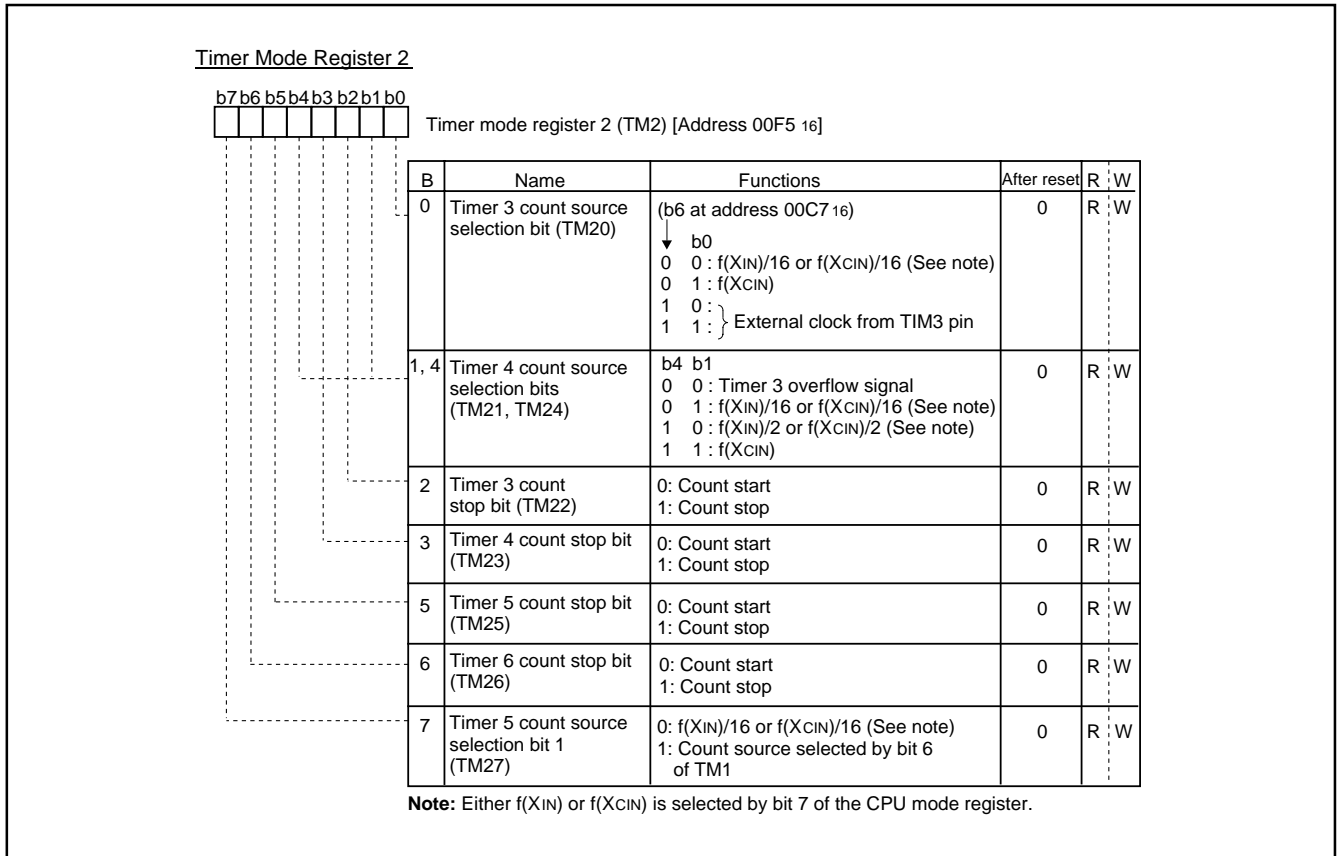 Timer Mode Register 2
b7 b6 b5 b4 b3 b2 b1 b0
Timer mode register 2 (TM2) [Address 00F5 16]
B Name Functions After reset R W
0 Timer 3 count source selection bit (TM20)
(b6 at address 00C7 16)
b0
0 0 : f(XIN)/16 or f(XCIN)/16 (See note)
0 1 : f(XCIN)
1 0 :
1 1 : } External clock from TIM3 pin
0 R W
1, 4 Timer 4 count source
selection bits
(TM21, TM24)
b4 b1
0 0 : Timer 3 overflow signal
0 1 : f(XIN)/16 or f(XCIN)/16 (See note)
1 0 : f(XIN)/2 or f(XCIN)/2 (See note)
1 1 : f(XCIN)
0 R W
2 Timer 3 count
stop bit (TM22)
0: Count start
1: Count stop
0 R W
3 Timer 4 count stop bit
(TM23)
0: Count start
1: Count stop
0 R W
5 Timer 5 count stop bit
(TM25)
0: Count start
1: Count stop
0 R W
6 Timer 6 count stop bit
(TM26)
0: Count start
1: Count stop
0 R W
7 Timer 5 count source
selection bit 1
(TM27)
0: f(XIN)/16 or f(XCIN)/16 (See note)
1: Count source selected by bit 6
of TM1
0 R W
Note: Either f(XIN) or f(XCIN) is selected by bit 7 of the CPU mode register.